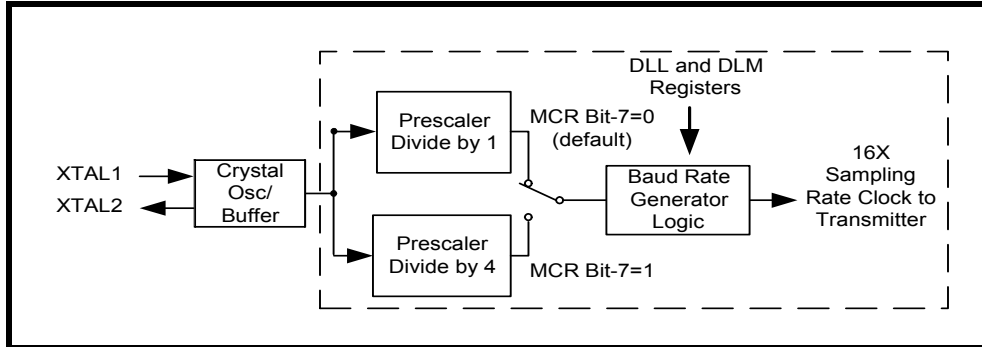 XTAL1
XTAL2
Crystal
Osc/
Buffer
Prescaler
Divide by 1
Prescaler
Divide by 4
MCR Bit-7=0
(default)
MCR Bit-7=1
DLL and DLM
Registers
Baud Rate
Generator
Logic
16X
Sampling
Rate Clock to
Transmitter